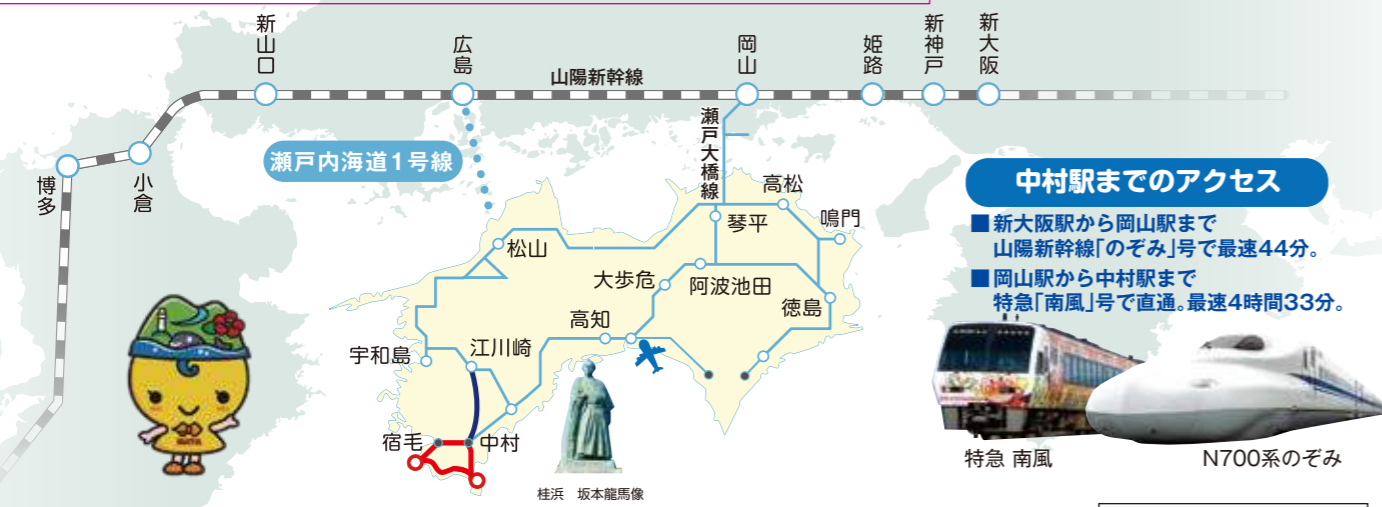 新山口
広島
岡山
姫路
新神戸
新大阪
山陽新幹線
博多
小倉
瀬戸内海道1号線
瀬戸大橋線
高松
琴平
鳴門
松山
大歩危
阿波池田
徳島
高知
宇和島
江川崎
宿毛
中村
桂浜 坂本龍馬像
中村駅までのアクセス
■新大阪駅から岡山駅まで
山陽新幹線「のぞみ」号で最速44分。
■岡山駅から中村駅まで
特急「南風」号で直通。最速4時間33分。
特急 南風
N700系のぞみ